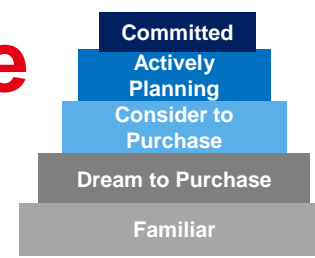 e
Committed
Actively
Planning
Consider to
Purchase
Dream to Purchase
Familiar